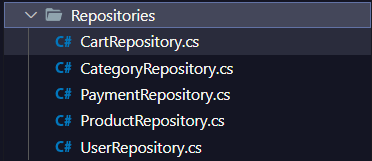 Repositories
C# CartRepository.cs
C# CategoryRepository.cs
C# PaymentRepository.cs
C# ProductRepository.cs
C# UserRepository.cs